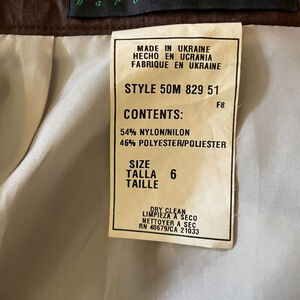 MADE IN UKRAINE
HECHO EN UCRANIA
FABRIQUE EN UKRAINE
STYLE 50M 829 51
F8
CONTENTS:
54% NYLON/NILON
46% POLYESTER/POLIESTER
SIZE
TALLA 6
TAILLE
DRY CLEAN
LIMPIEZA A SECO
NETTOYER A SEC
RN 40679/CA 21033